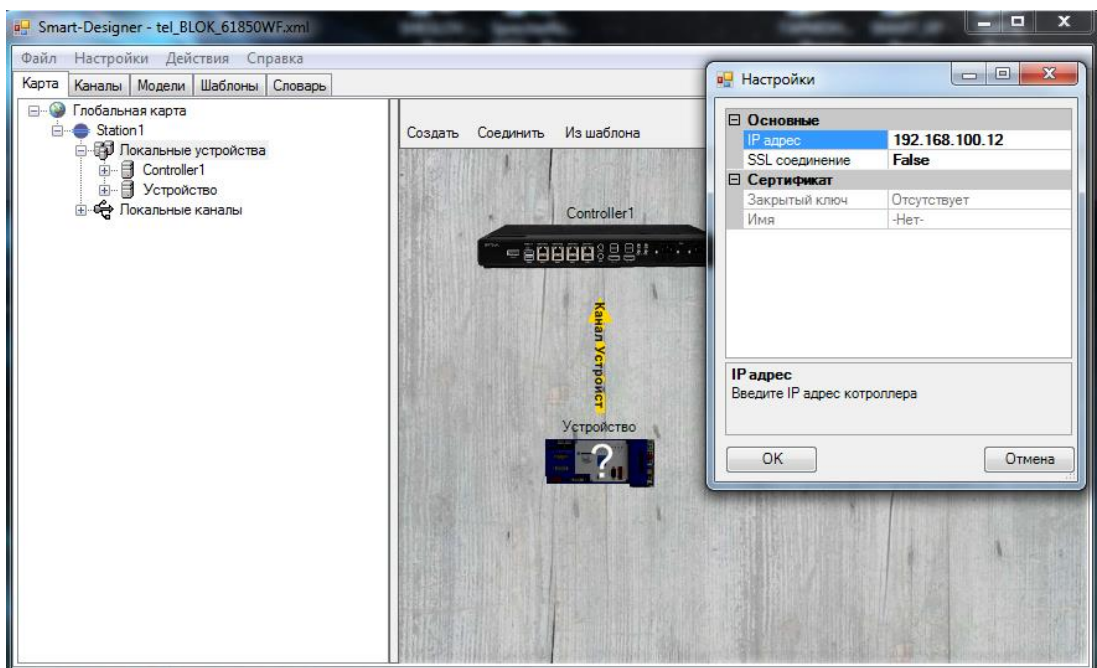 Smart-Designer - tel_BLOK_61850WF.xml
Файл Настройки Действия Справка
Карта Каналы Модели Шаблоны Словарь
Глобальная карта
Station1
Локальные устройства
Controller1
Устройство
Локальные каналы
Создать Соединить Из шаблона
Controller1
Канал Устройст
Устройство
?
Настройки
Основные
IP адрес 192.168.100.12
SSL соединение False
Сертификат
Закрытый ключ Отсутствует
Имя -Нет-
IP адрес
Введите IP адрес котроллера
OK Отмена